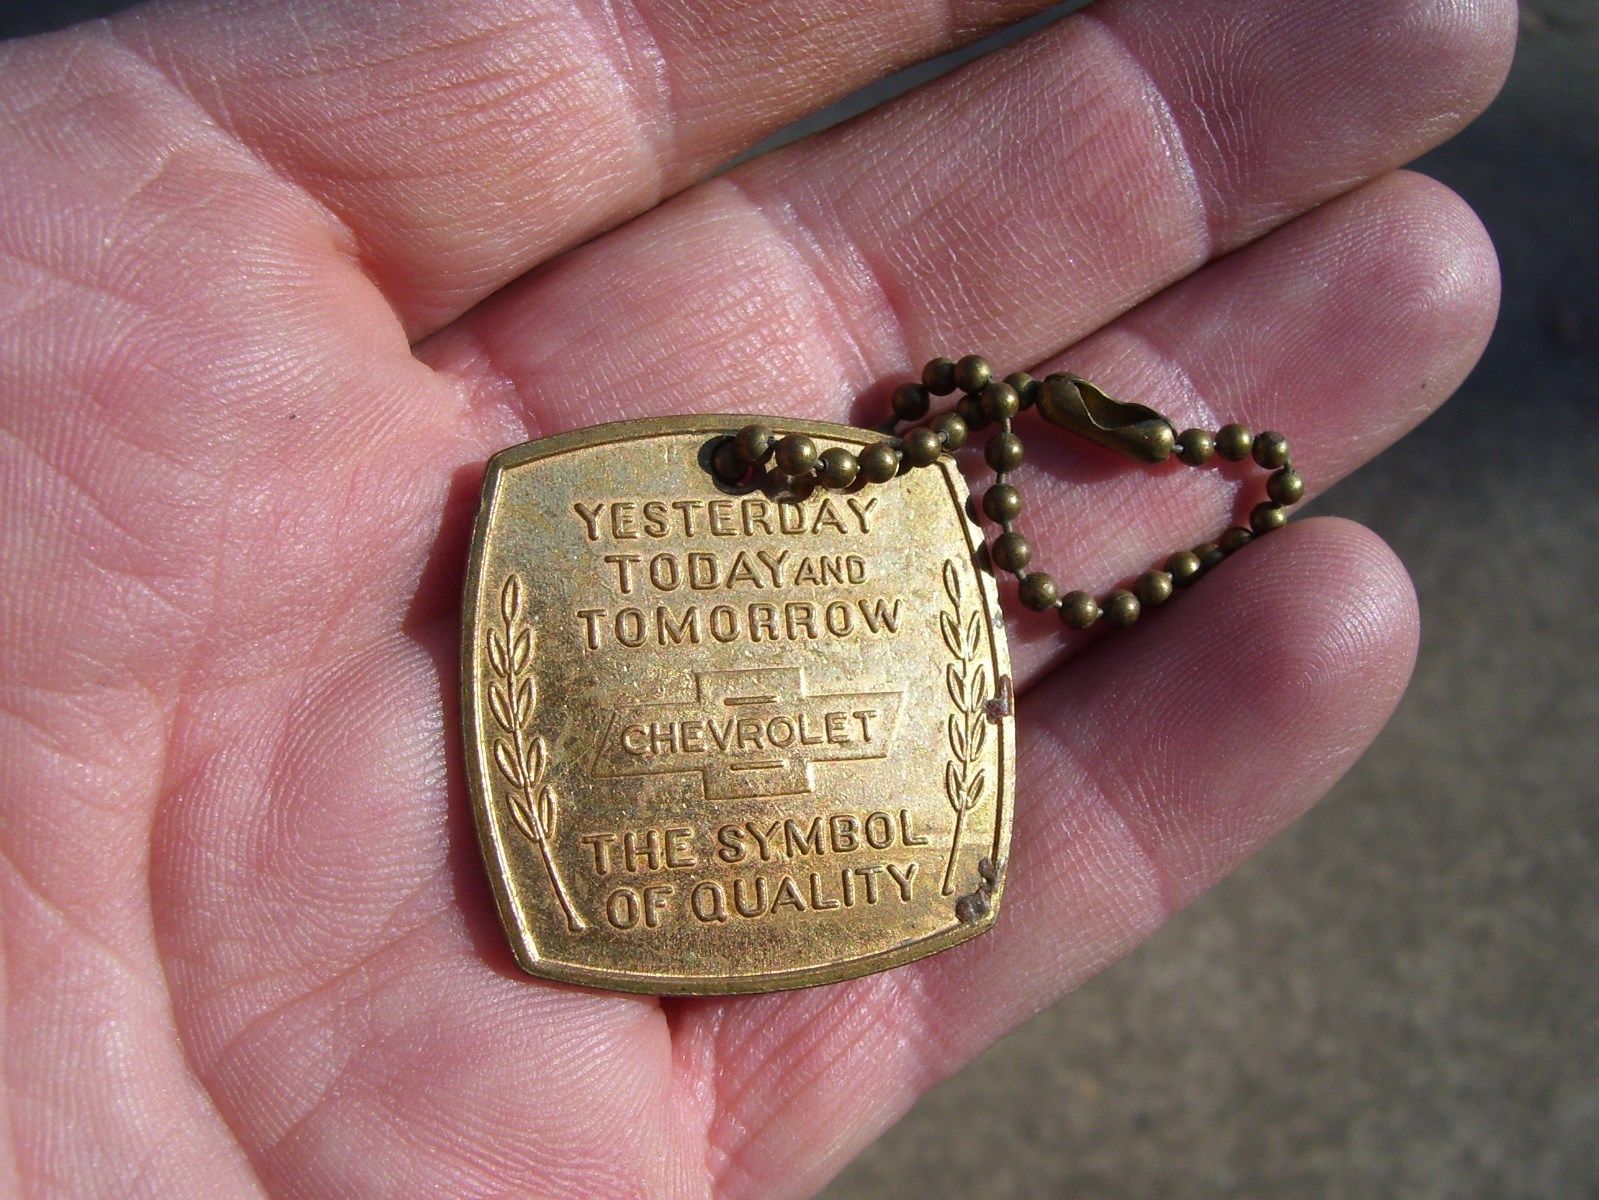 YESTERDAY
TODAY AND
TOMORROW
CHEVROLET
THE SYMBOL
OF QUALITY